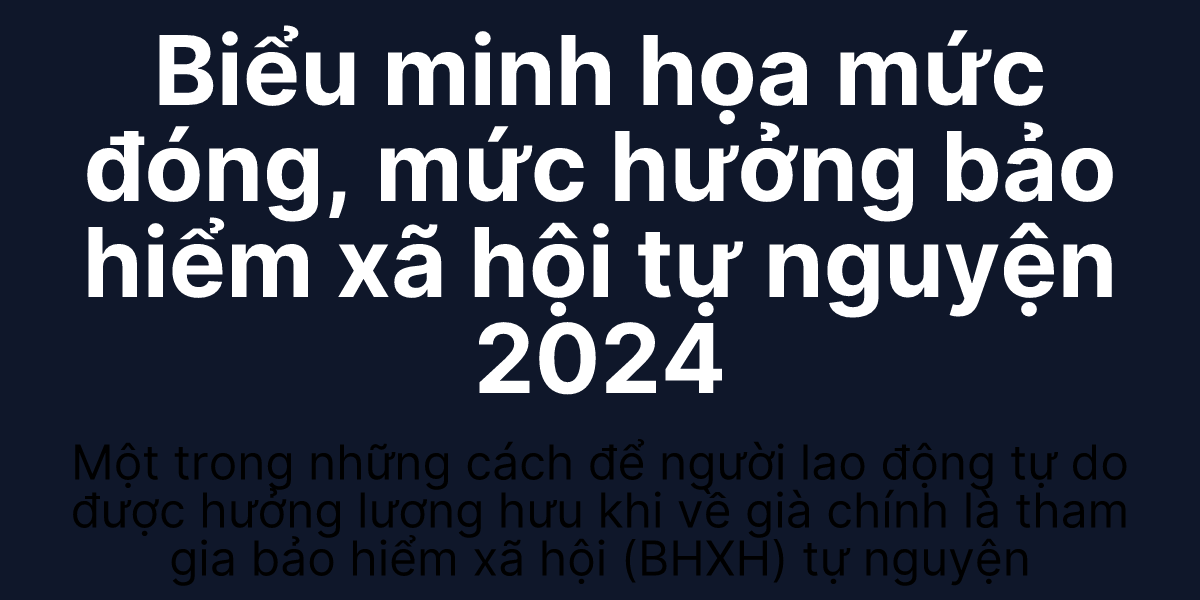 Biểu minh họa mức
đóng, mức hưởng bảo
hiểm xã hội tự nguyện
2024
Một trong những cách để người lao động tự do
được hưởng lương hưu khi về già chính là tham
gia bảo hiểm xã hội (BHXH) tự nguyện